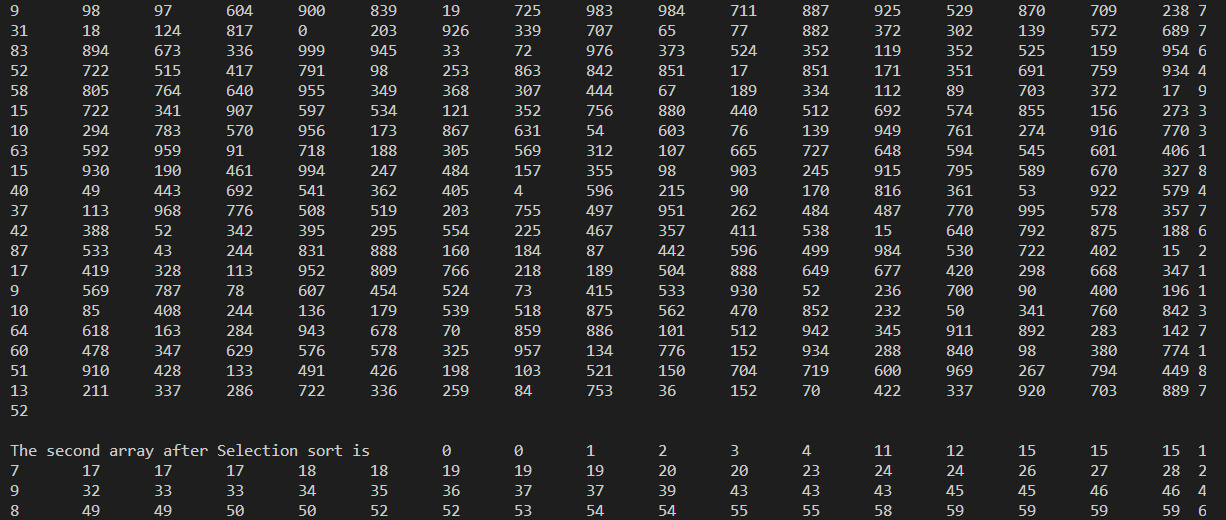 9 98 97 604 900 839 19 725 983 984 711 887 925 529 870 709 238 7
31 18 124 817 0 203 926 339 707 65 77 882 372 302 139 572 689 7
83 894 673 336 999 945 33 72 976 373 524 352 119 352 525 159 954 6
52 722 515 417 791 98 253 863 842 851 17 851 171 351 691 759 934 4
58 805 764 640 955 349 368 307 444 67 189 334 112 89 703 372 17 9
15 722 341 907 597 534 121 352 756 880 440 512 692 574 855 156 273 3
10 294 783 570 956 173 867 631 54 603 76 139 949 761 274 916 770 3
63 592 959 91 718 188 305 569 312 107 665 727 648 594 545 601 406 1
15 930 190 461 994 247 484 157 355 98 903 245 915 795 589 670 327 8
40 49 443 692 541 362 405 4 596 215 90 170 816 361 53 922 579 4
37 113 968 776 508 519 203 755 497 951 262 484 487 770 995 578 357 7
42 388 52 342 395 295 554 225 467 357 411 538 15 640 792 875 188 6
87 533 43 244 831 888 160 184 87 442 596 499 984 530 722 402 15 2
17 419 328 113 952 809 766 218 189 504 888 649 677 420 298 668 347 1
9 569 787 78 607 454 524 73 415 533 930 52 236 700 90 400 196 1
10 85 408 244 136 179 539 518 875 562 470 852 232 50 341 760 842 3
64 618 163 284 943 678 70 859 886 101 512 942 345 911 892 283 142 7
60 478 347 629 576 578 325 957 134 776 152 934 288 840 98 380 774 1
51 910 428 133 491 426 198 103 521 150 704 719 600 969 267 794 449 8
13 211 337 286 722 336 259 84 753 36 152 70 422 337 920 703 889 7
52
The second array after Selection sort is 0 0 1 2 3 4 11 12 15 15 15 1
7 17 17 17 18 18 19 19 19 20 20 23 24 24 26 27 28 2
9 32 33 33 34 35 36 37 37 39 43 43 43 45 45 46 46 4
8 49 49 50 50 52 52 53 54 54 55 55 58 59 59 59 59 6